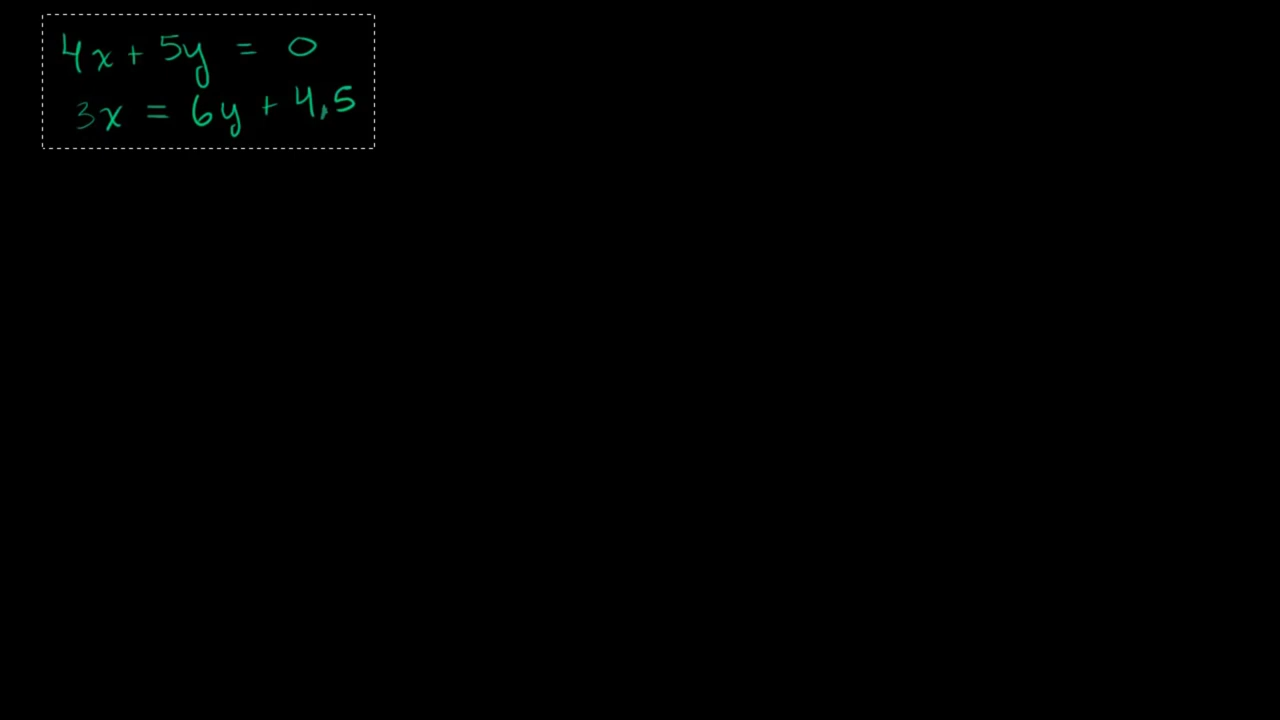 4x + 5y = 0
3x = 6y + 4,5